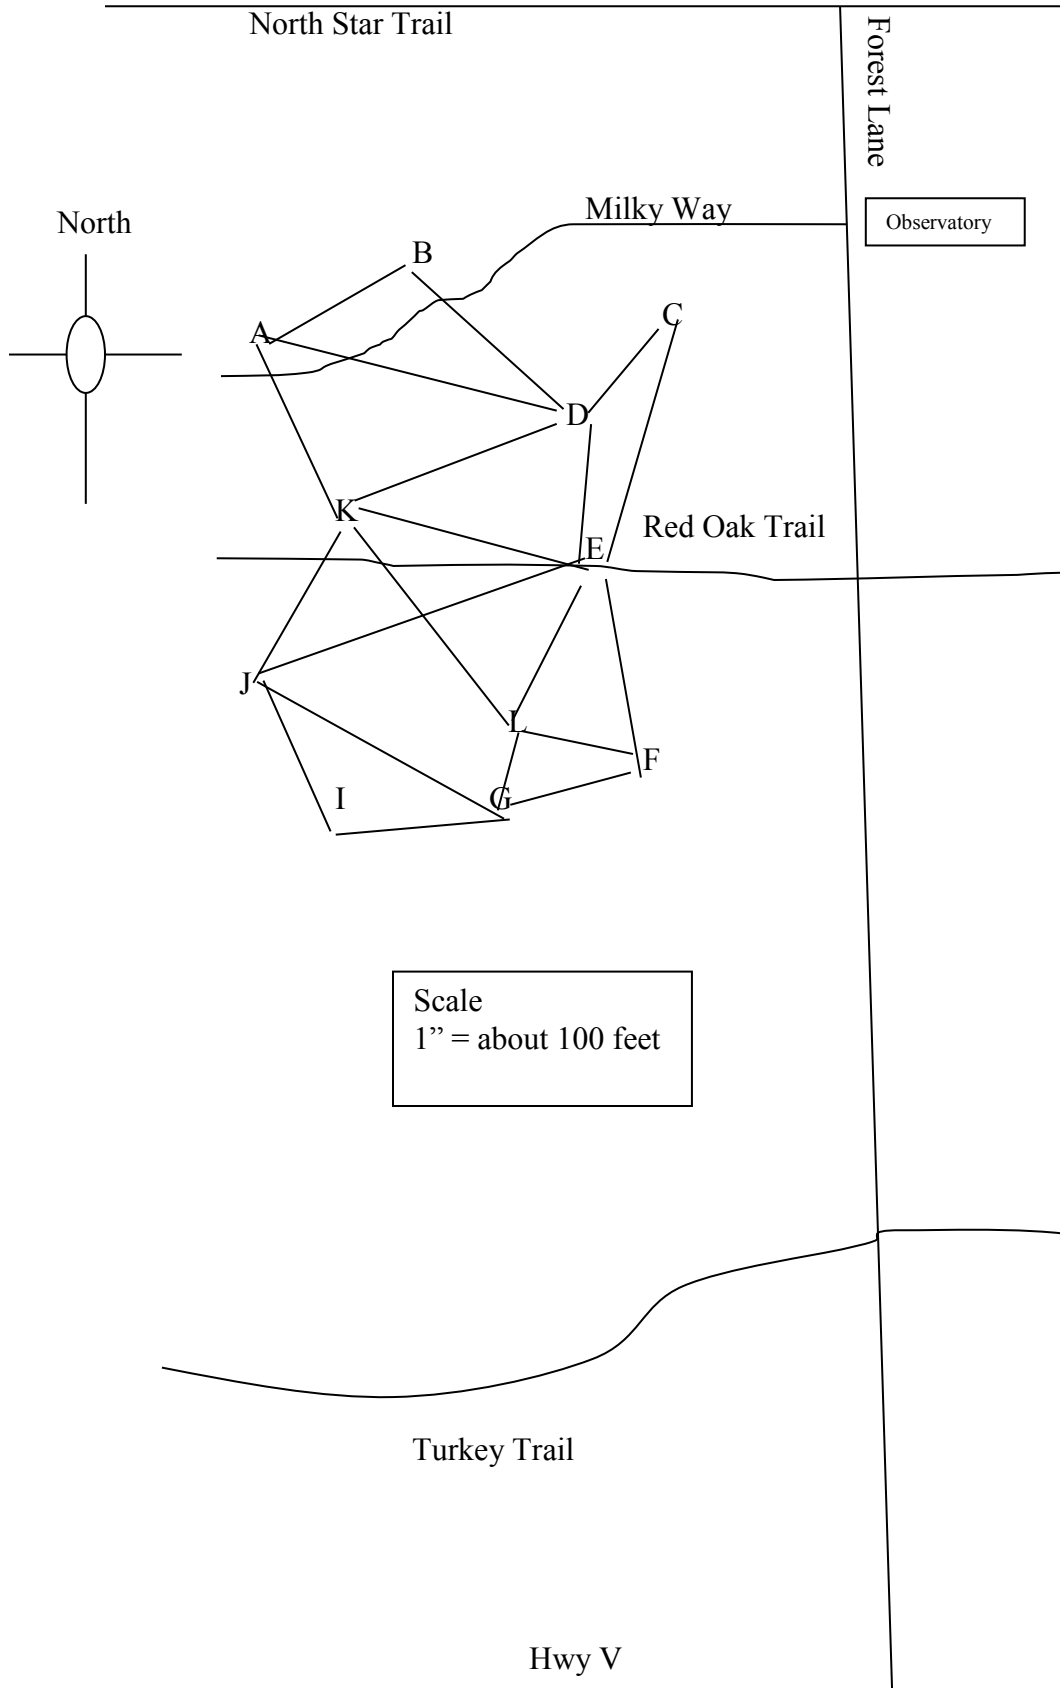 North Star Trail
Forest Lane
Milky Way
North
Observatory
B
C
A
D
K
Red Oak Trail
E
J
L
F
I
G
Scale
1” = about 100 feet
Turkey Trail
Hwy V